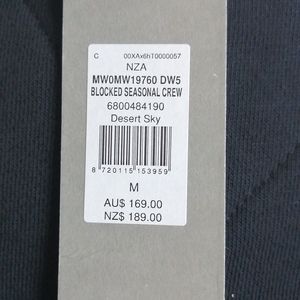 C 00XAx6hT0000057
NZA
MW0MW19760 DW5
BLOCKED SEASONAL CREW
6800484190
Desert Sky
8 720115 153959
M
AU$ 169.00
NZ$ 189.00